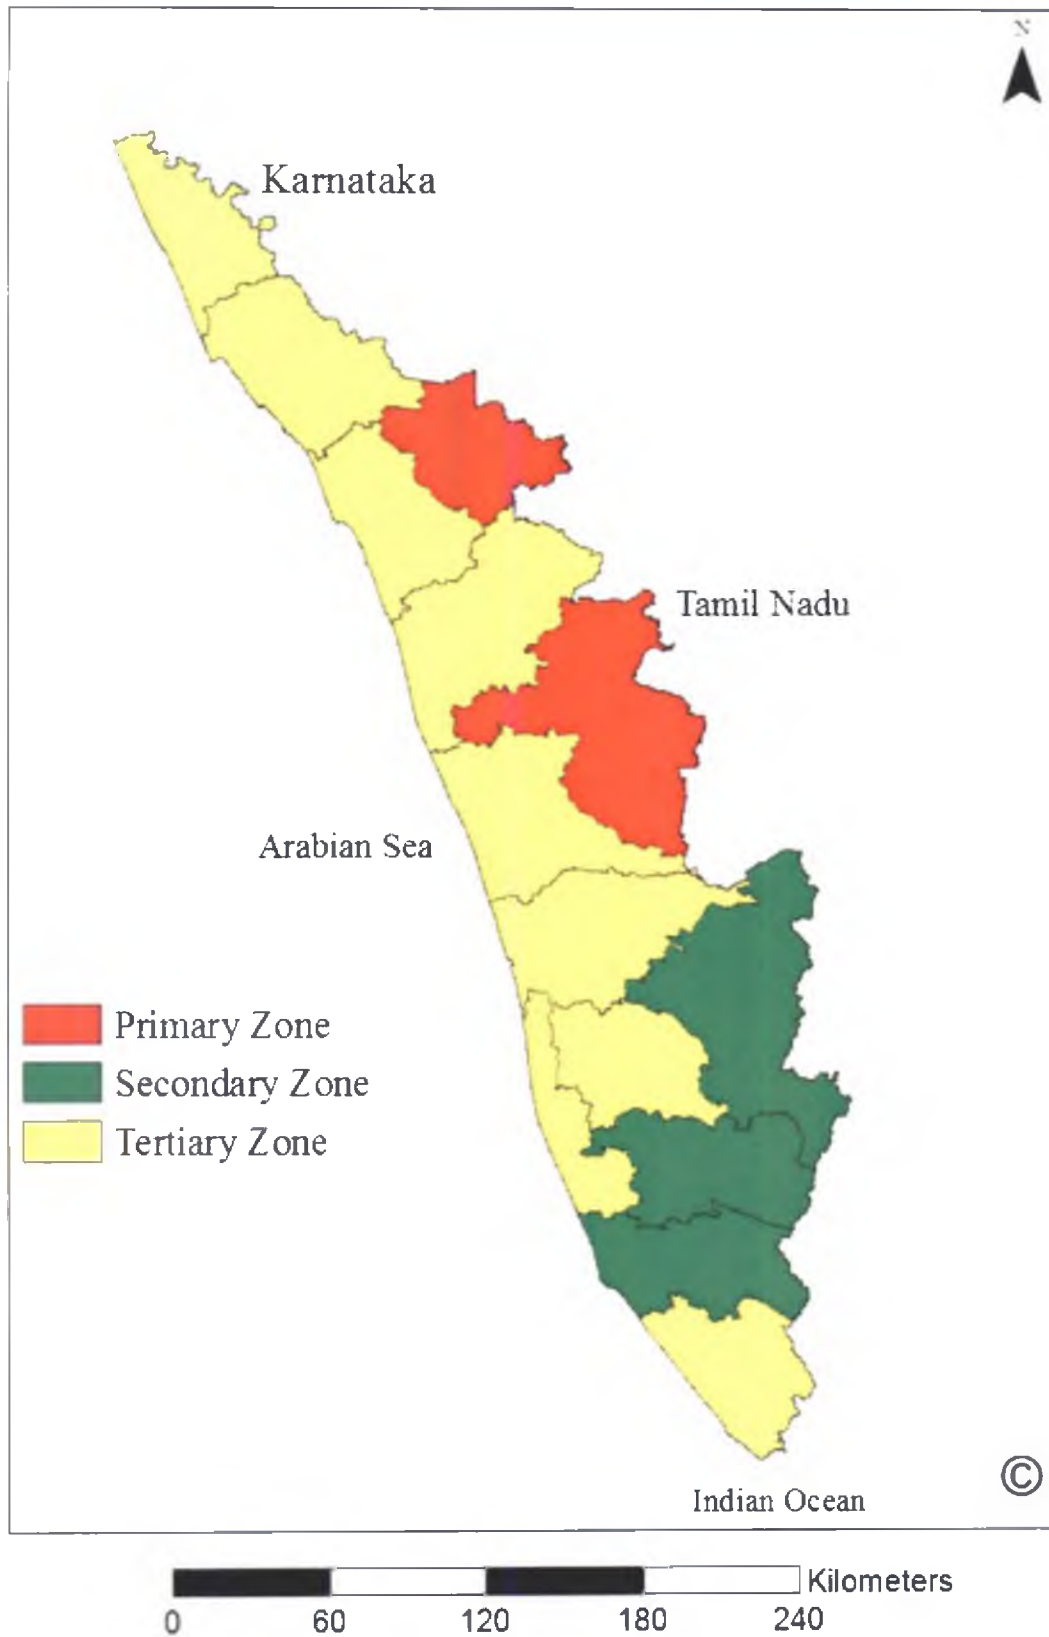 N
Karnataka
Tamil Nadu
Arabian Sea
Primary Zone
Secondary Zone
Tertiary Zone
©
Indian Ocean
Kilometers
0 60 120 180 240